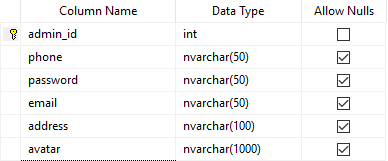 Column Name Data Type Allow Nulls
admin_id int
phone nvarchar(50)
password nvarchar(50)
email nvarchar(50)
address nvarchar(100)
avatar nvarchar(1000)